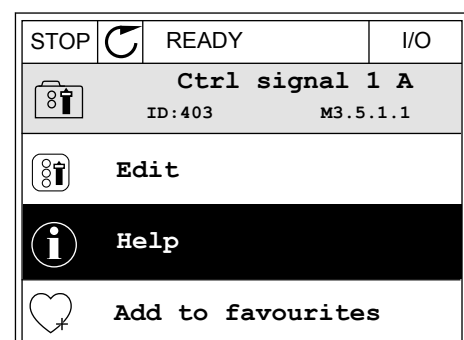 STOP READY I/O
Ctrl signal 1 A
ID:403 M3.5.1.1
Edit
Help
Add to favourites